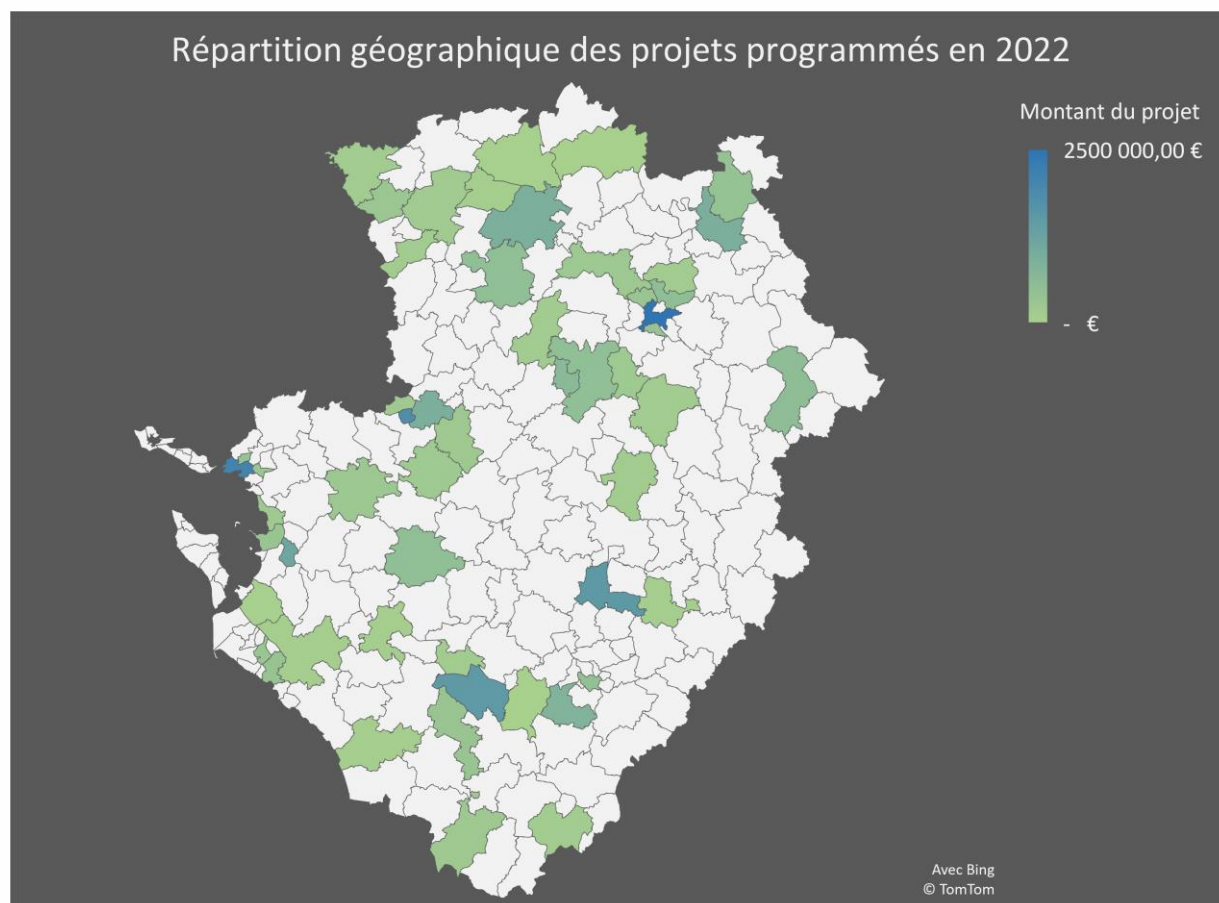 Répartition géographique des projets programmés en 2022
Montant du projet
2500 000,00 €
- €
Avec Bing
© TomTom